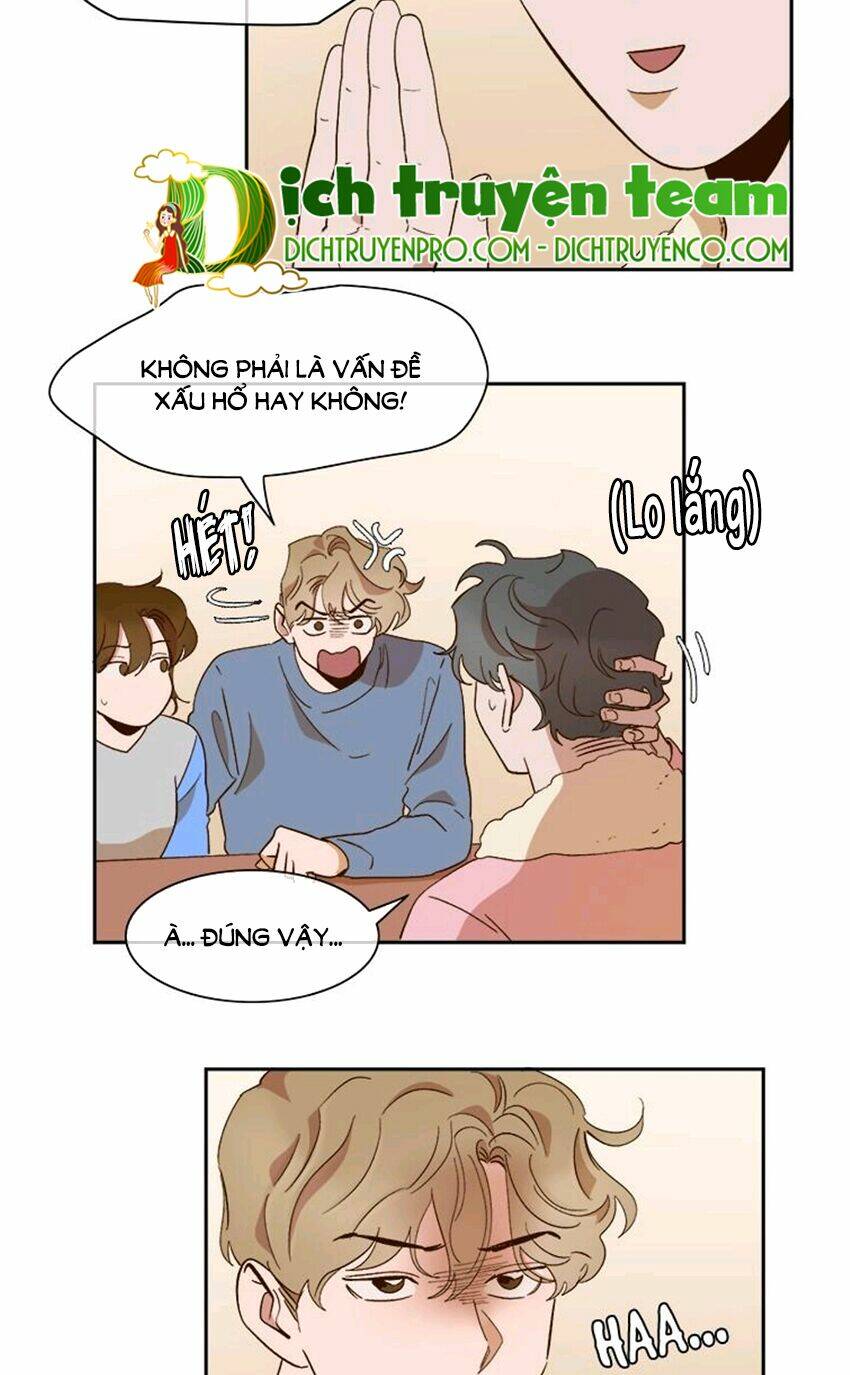 Dịch truyện team
DICHTRUYENPRO.COM - DICHTRUYENCO.COM
KHÔNG PHẢI LÀ VẤN ĐỀ
XẤU HỔ HAY KHÔNG!
HÉT!
(Lo lắng)
À... ĐÚNG VẬY...
HAA...